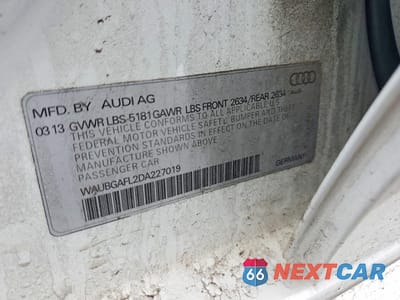 MFD. BY AUDI AG
Audi
03 13 GVWR LBS-5181 GAWR LBS FRONT 2634/REAR 2634
THIS VEHICLE CONFORMS TO ALL APPLICABLE U.S.
FEDERAL MOTOR VEHICLE SAFETY, BUMPER AND THEFT
PREVENTION STANDARDS IN EFFECT ON THE DATE OF
MANUFACTURE SHOWN ABOVE
PASSENGER CAR
WAUBGAFL2DA227019
GERMANY
66 NEXTCAR